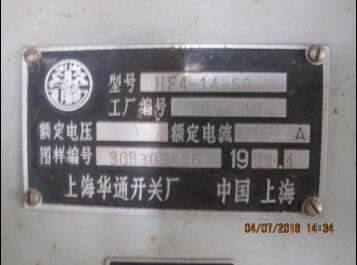 型号 HF4-14-50
工厂编号
额定电压 额定电流 A
图样编号 19
上海华通开关厂 中国 上海
04/07/2016 14:34